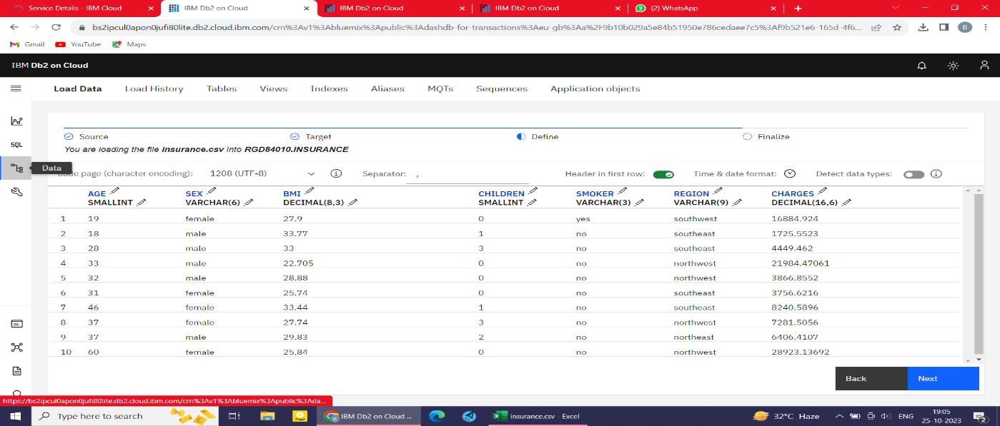 Service Details - IBM Cloud
IBM Db2 on Cloud
IBM Db2 on Cloud
IBM Db2 on Cloud
(2) WhatsApp
bs2ipcul0apon0jufi80lite.db2.cloud.ibm.com/crn%3Av1%3Abluemix%3Apublic%3Adashdb-for-transactions%3Aeu-gb%3Aa%2F9b10b029a5e84b51950e786cedaee7c5%3Af9b521e6-165d-4f6...
B
Gmail YouTube Maps
IBM Db2 on Cloud
Load Data Load History Tables Views Indexes Aliases MQTs Sequences Application objects
Source Target Define Finalize
SQL
You are loading the file insurance.csv into RGD84010.INSURANCE
Data
Code page (character encoding): 1208 (UTF-8) Separator: , Header in first row: Time & date format: Detect data types:
AGE SEX BMI CHILDREN SMOKER REGION CHARGES
SMALLINT VARCHAR(6) DECIMAL(8,3) SMALLINT VARCHAR(3) VARCHAR(9) DECIMAL(16,6)
1 19 female 27.9 0 yes southwest 16884.924
2 18 male 33.77 1 no southeast 1725.5523
3 28 male 33 3 no southeast 4449.462
4 33 male 22.705 0 no northwest 21984.47061
5 32 male 28.88 0 no northwest 3866.8552
6 31 female 25.74 0 no southeast 3756.6216
7 46 female 33.44 1 no southeast 8240.5896
8 37 female 27.74 3 no northwest 7281.5056
9 37 male 29.83 2 no northeast 6406.4107
10 60 female 25.84 0 no northwest 28923.13692
Back Next
https://bs2ipcul0apon0jufi80lite.db2.cloud.ibm.com/crn%3Av1%3Abluemix%3Apublic%3Ada...
Type here to search
IBM Db2 on Cloud ...
insurance.csv - Excel
32°C Haze
ENG
19:05
25-10-2023
2